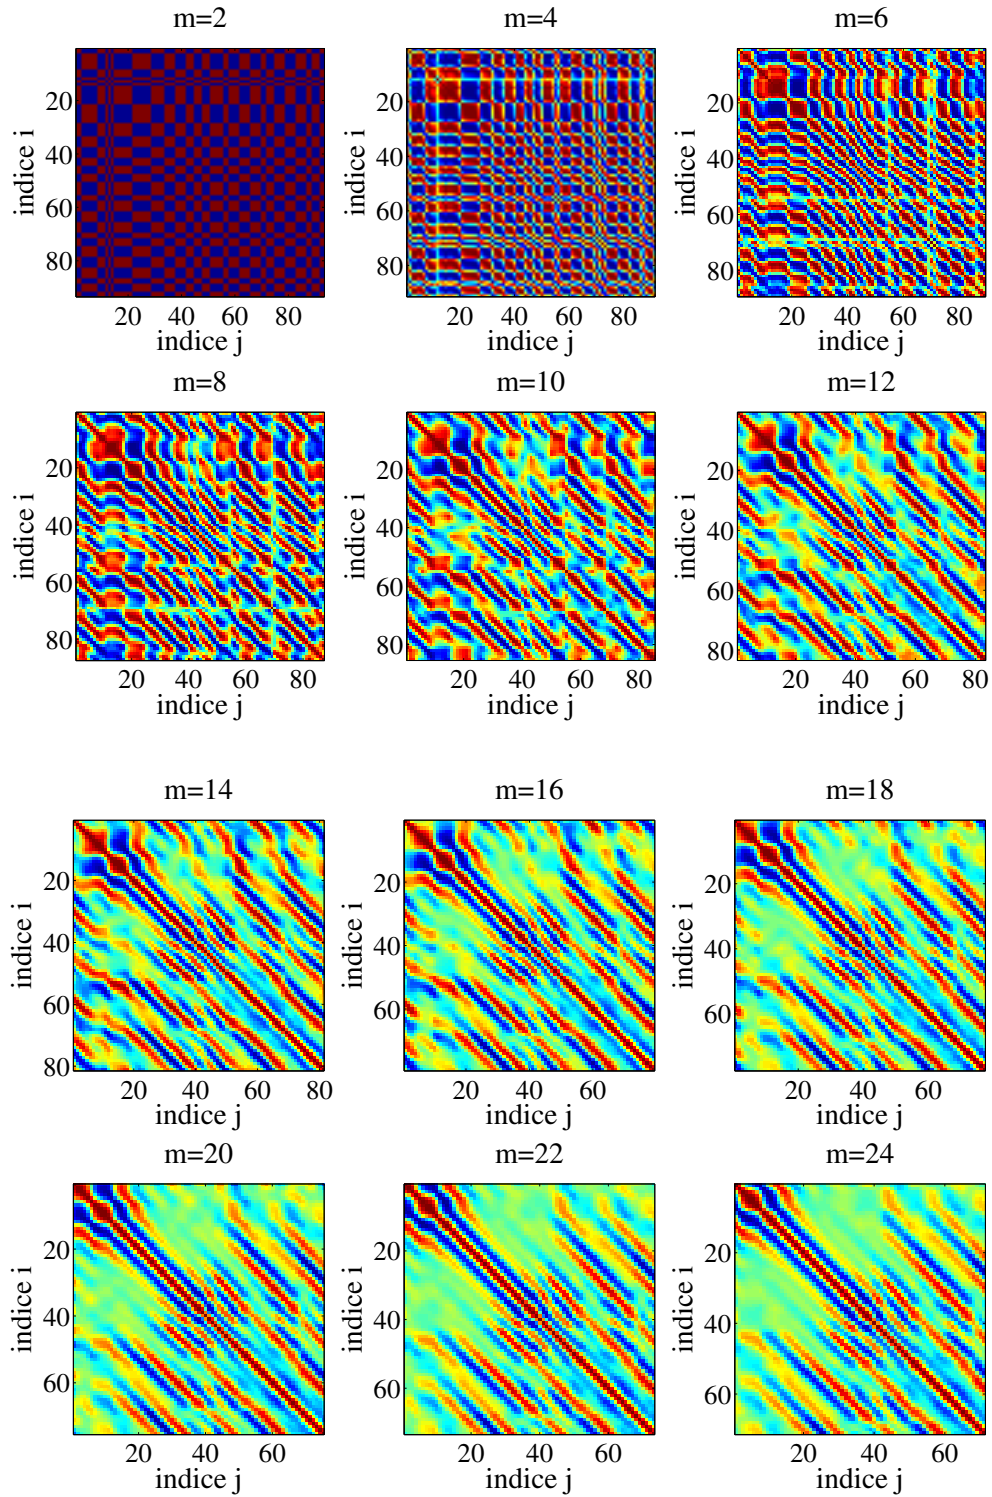 m=2 m=4 m=6
indice i 20 40 60 80
indice i 20 40 60 80
indice i 20 40 60 80
20 40 60 80 20 40 60 80 20 40 60 80
indice j indice j indice j
m=8 m=10 m=12
indice i 20 40 60 80
indice i 20 40 60 80
indice i 20 40 60 80
20 40 60 80 20 40 60 80 20 40 60 80
indice j indice j indice j
m=14 m=16 m=18
indice i 20 40 60 80
indice i 20 40 60
indice i 20 40 60
20 40 60 80 20 40 60 20 40 60
indice j indice j indice j
m=20 m=22 m=24
indice i 20 40 60
indice i 20 40 60
indice i 20 40 60
20 40 60 20 40 60 20 40 60
indice j indice j indice j